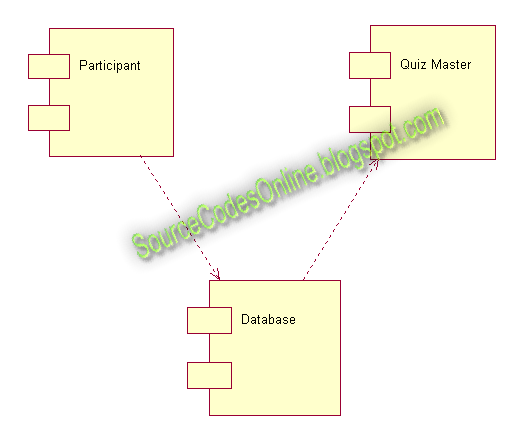 Participant
Quiz Master
SourceCodesOnline.blogspot.com
Database